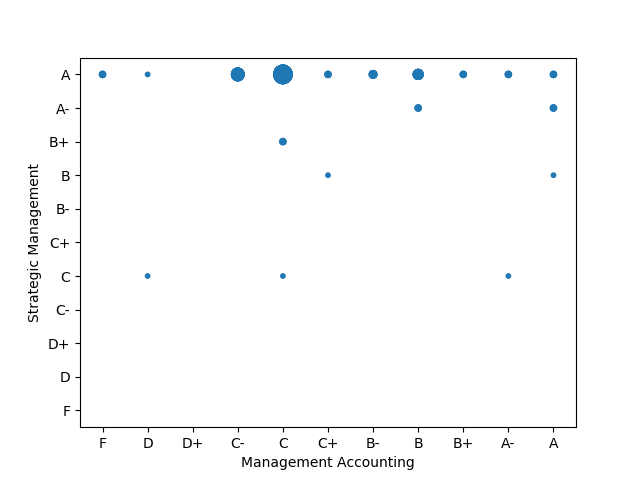 A
A-
B+
B
B-
C+
C
C-
D+
D
F
Strategic Management
F D D+ C- C C+ B- B B+ A- A
Management Accounting